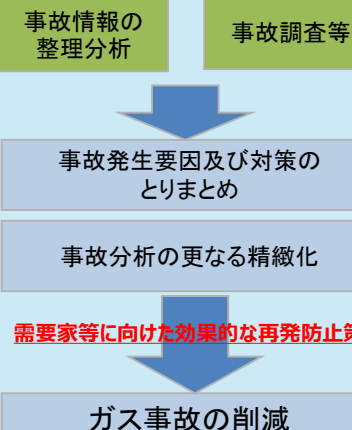 事故情報の
整理分析
事故調査等
事故発生要因及び対策の
とりまとめ
事故分析の更なる精緻化
需要家等に向けた効果的な再発防止策
ガス事故の削減